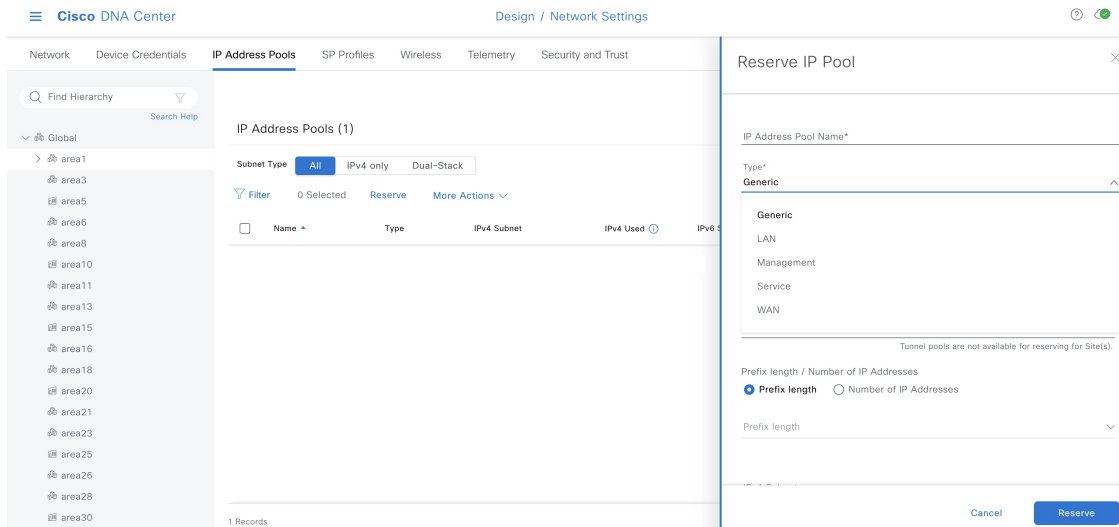 Cisco DNA Center
Design / Network Settings
Network Device Credentials IP Address Pools SP Profiles Wireless Telemetry Security and Trust
Find Hierarchy
Search Help
Global
area1
area3
area5
area6
area8
area10
area11
area13
area15
area16
area18
area20
area21
area23
area25
area26
area28
area30
IP Address Pools (1)
Subnet Type All IPv4 only Dual-Stack
Filter 0 Selected Reserve More Actions
Name Type IPv4 Subnet IPv4 Used IPv6 S
1 Records
Reserve IP Pool
IP Address Pool Name*
Type*
Generic
Generic
LAN
Management
Service
WAN
Tunnel pools are not available for reserving for Site(s).
Prefix length / Number of IP Addresses
Prefix length Number of IP Addresses
Prefix length
Cancel Reserve